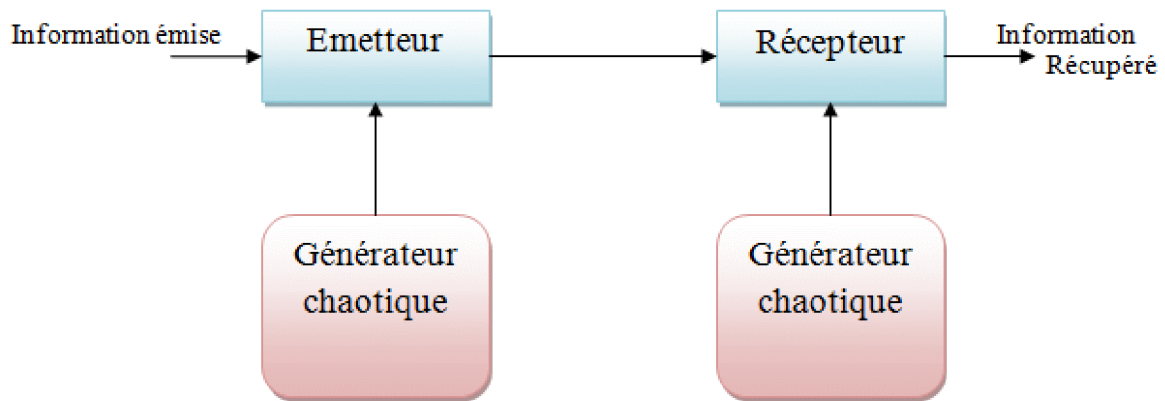 Information émise
Emetteur
Récepteur
Information
Récupéré
Générateur
chaotique
Générateur
chaotique